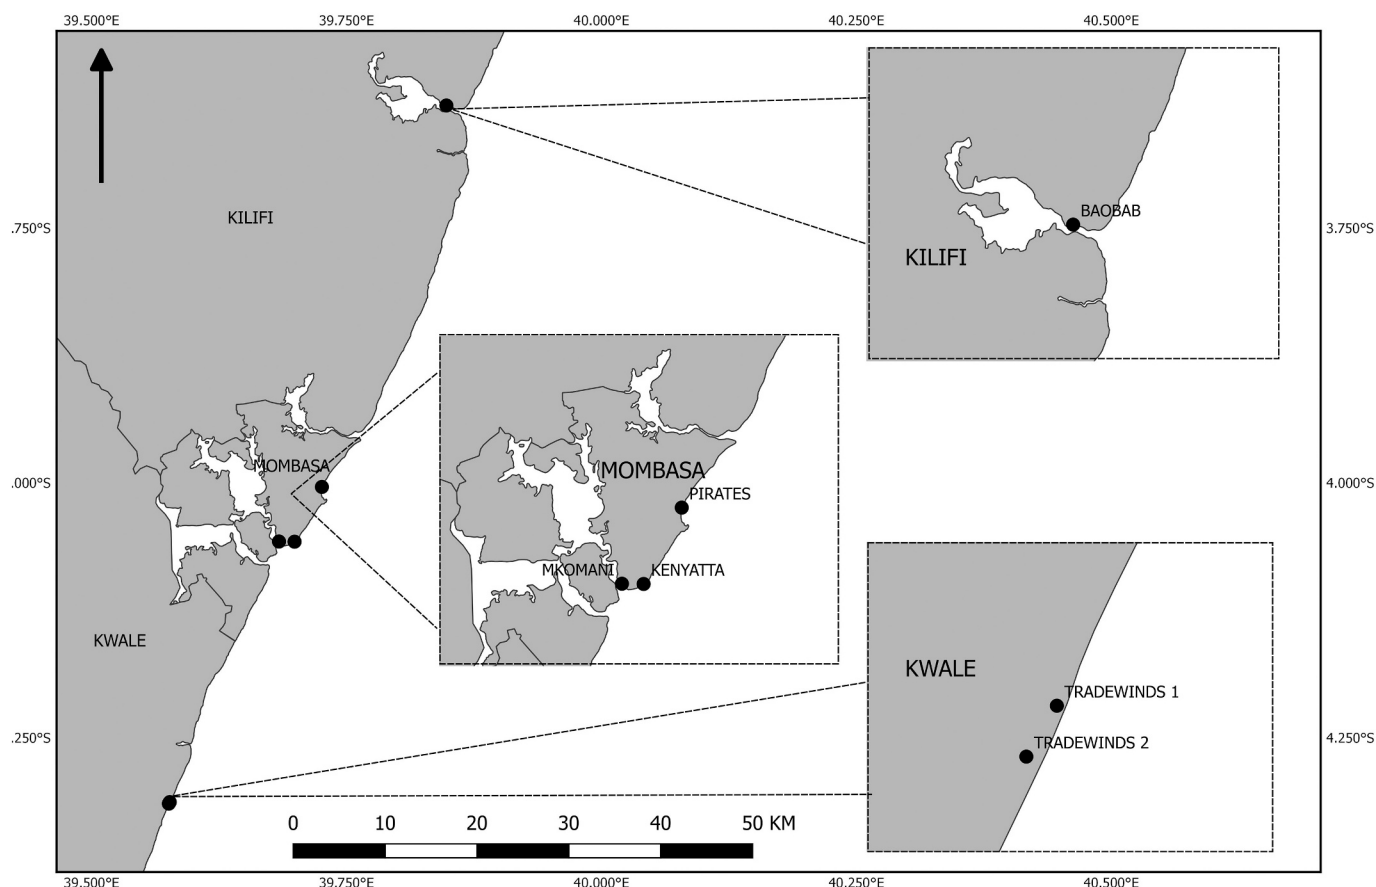 39.500°E 39.750°E 40.000°E 40.250°E 40.500°E
KILIFI
.750°S
BAOBAB
KILIFI
3.750°S
MOMBASA
.000°S
MOMBASA
PIRATES
4.000°S
MKOMANI KENYATTA
KWALE
KWALE
TRADEWINDS 1
.250°S
TRADEWINDS 2
4.250°S
0 10 20 30 40 50 KM
39.500°E 39.750°E 40.000°E 40.250°E 40.500°E